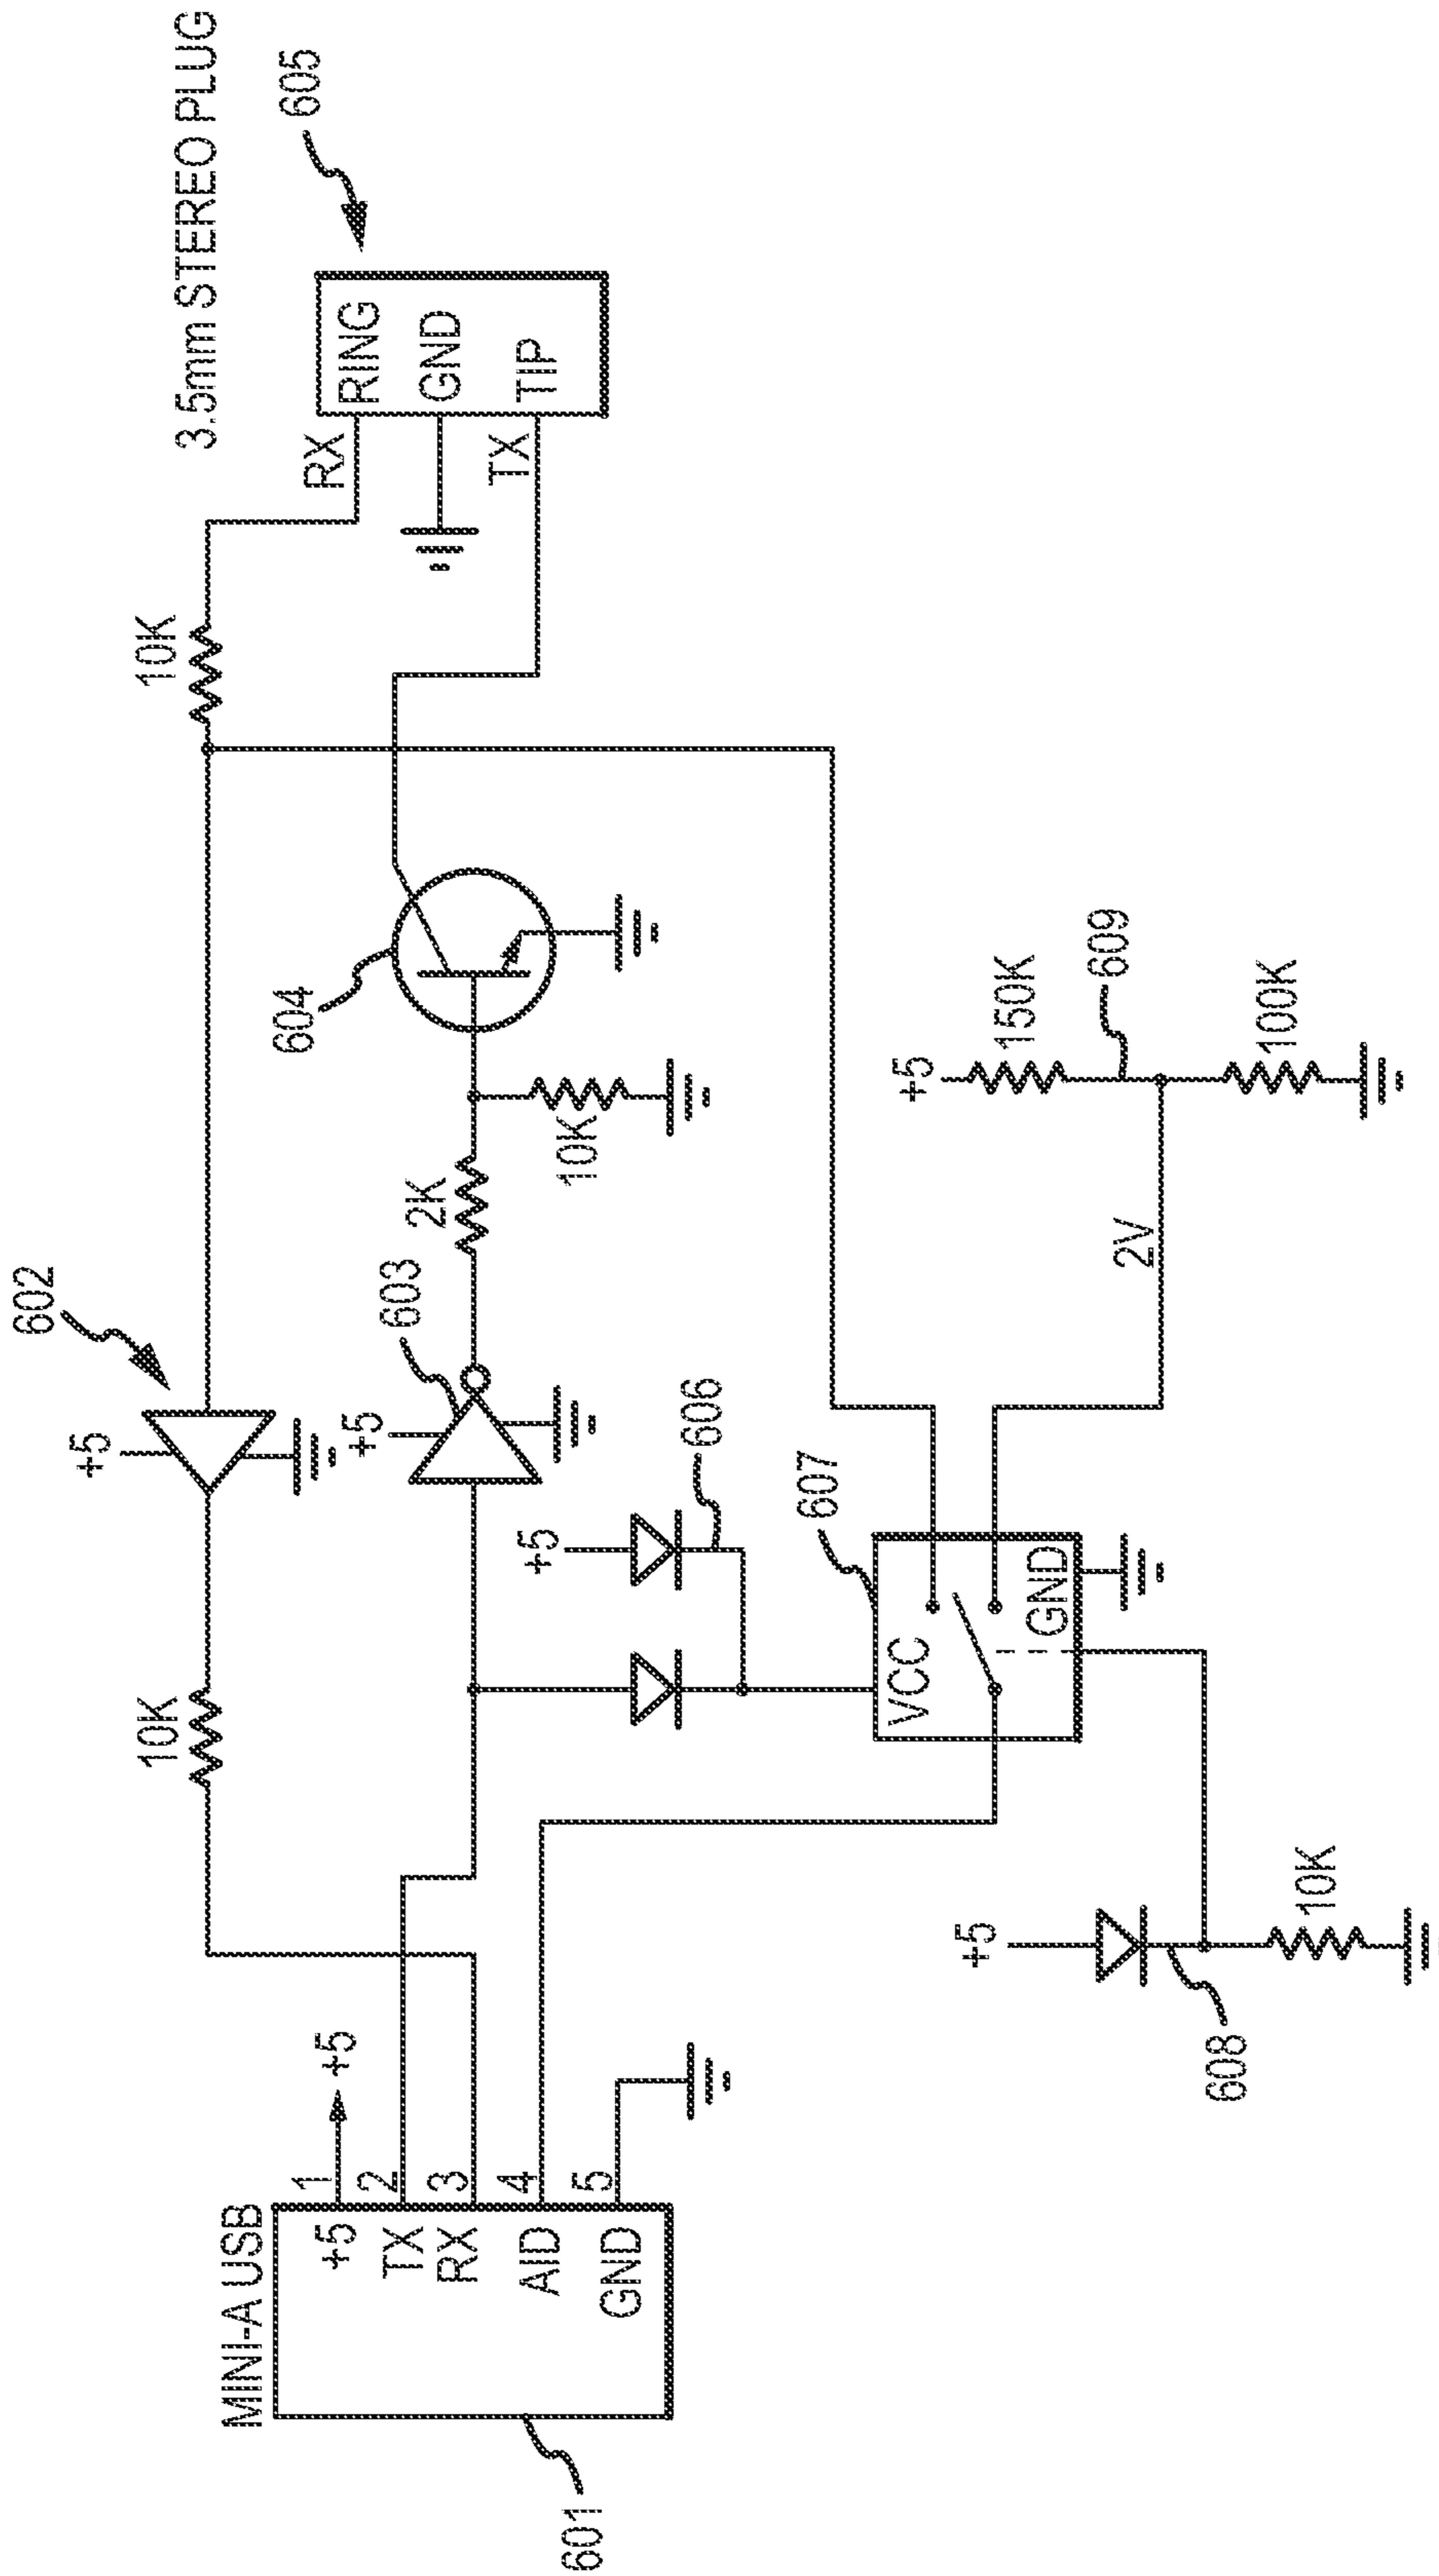 3.5mm STEREO PLUG
605
RING
GND
TIP
RX
TX
10K
604
602
+5
603
+5
2K
10K
10K
606
+5
607
VCC
GND
+5
150K
609
100K
2V
+5
608
10K
MINI-A USB
601
+5
1
+5
TX
2
RX
3
AID
4
GND
5